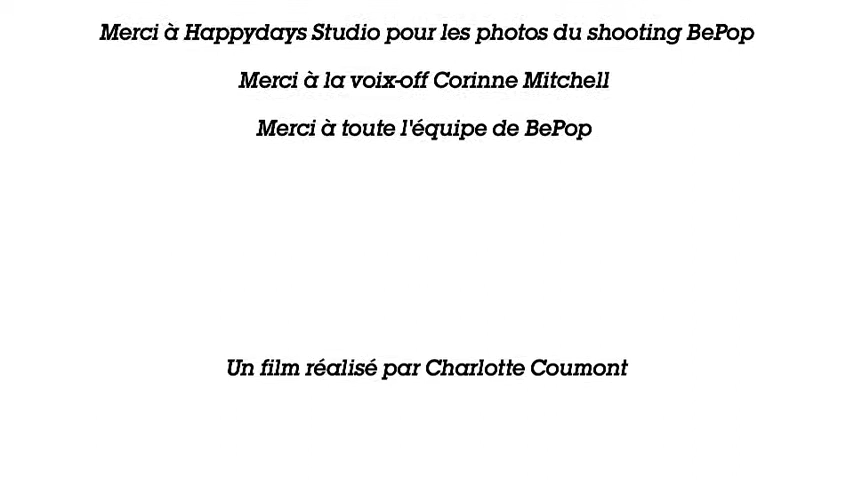 Merci à Happydays Studio pour les photos du shooting BePop
Merci à la voix-off Corinne Mitchell
Merci à toute l'équipe de BePop
Un film réalisé par Charlotte Coumont